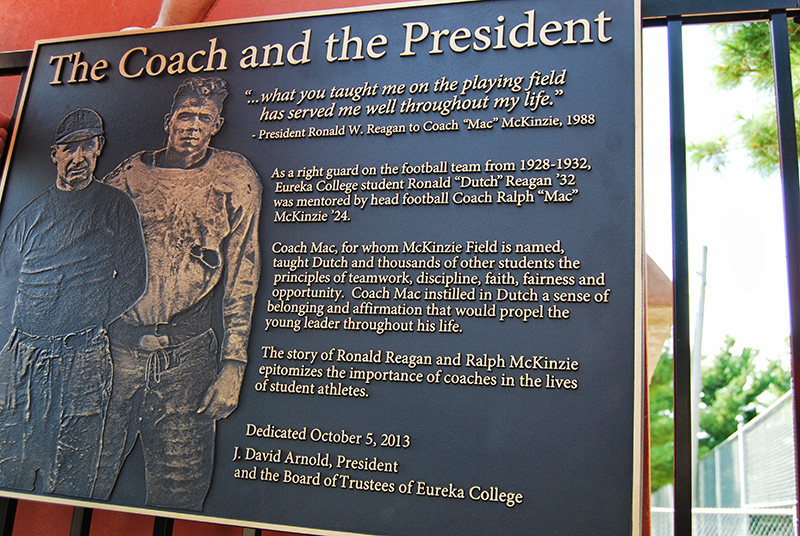 The Coach and the President
“...what you taught me on the playing field
has served me well throughout my life.”
- President Ronald W. Reagan to Coach “Mac” McKinzie, 1988
As a right guard on the football team from 1928-1932,
Eureka College student Ronald “Dutch” Reagan ’32
was mentored by head football Coach Ralph “Mac”
McKinzie ’24.
Coach Mac, for whom McKinzie Field is named,
taught Dutch and thousands of other students the
principles of teamwork, discipline, faith, fairness and
opportunity. Coach Mac instilled in Dutch a sense of
belonging and affirmation that would propel the
young leader throughout his life.
The story of Ronald Reagan and Ralph McKinzie
epitomizes the importance of coaches in the lives
of student athletes.
Dedicated October 5, 2013
J. David Arnold, President
and the Board of Trustees of Eureka College